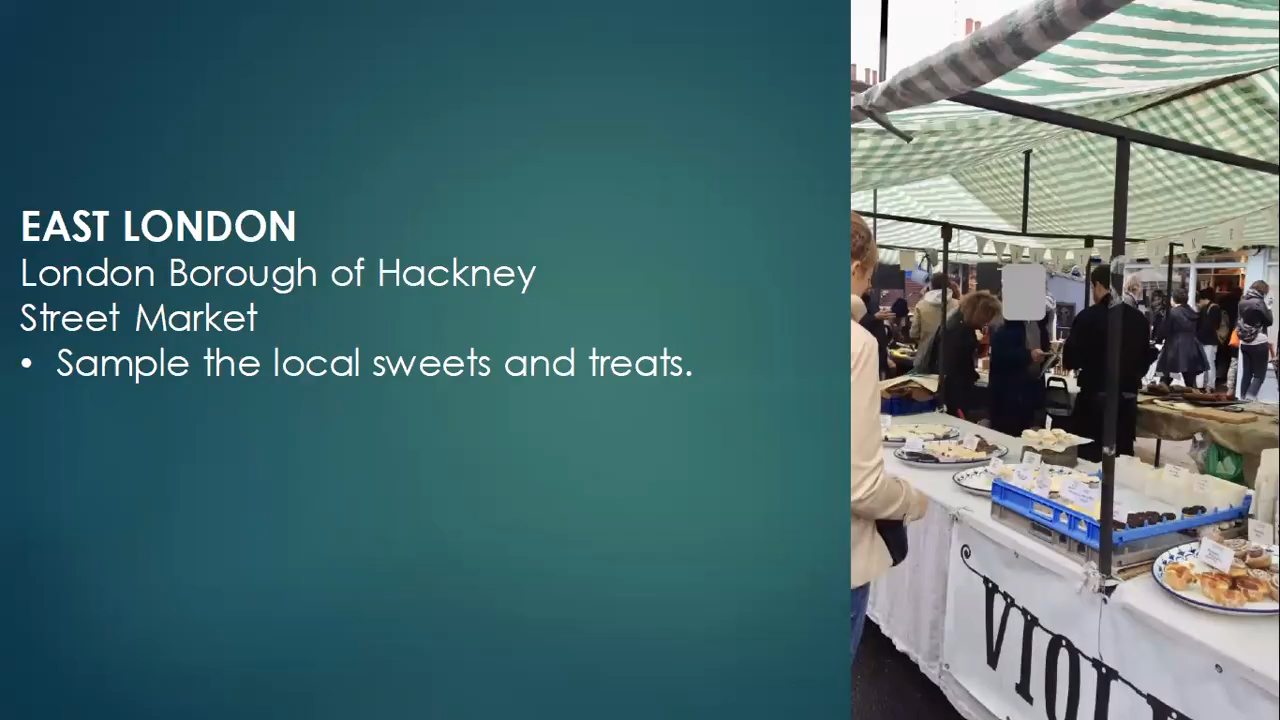 EAST LONDON
London Borough of Hackney
Street Market
• Sample the local sweets and treats.